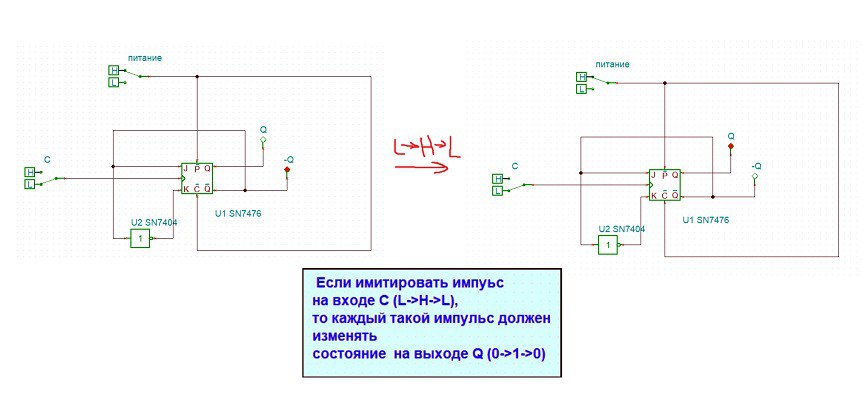 питание
H
L
Q
-Q
C
H
L
J P Q
K C Q
U1 SN7476
U2 SN7404
1
L→H→L
питание
H
L
Q
-Q
C
H
L
J P Q
K C Q
U1 SN7476
U2 SN7404
1
Если имитировать импуьс
на входе С (L->H->L),
то каждый такой импульс должен
изменять
состояние на выходе Q (0->1->0)